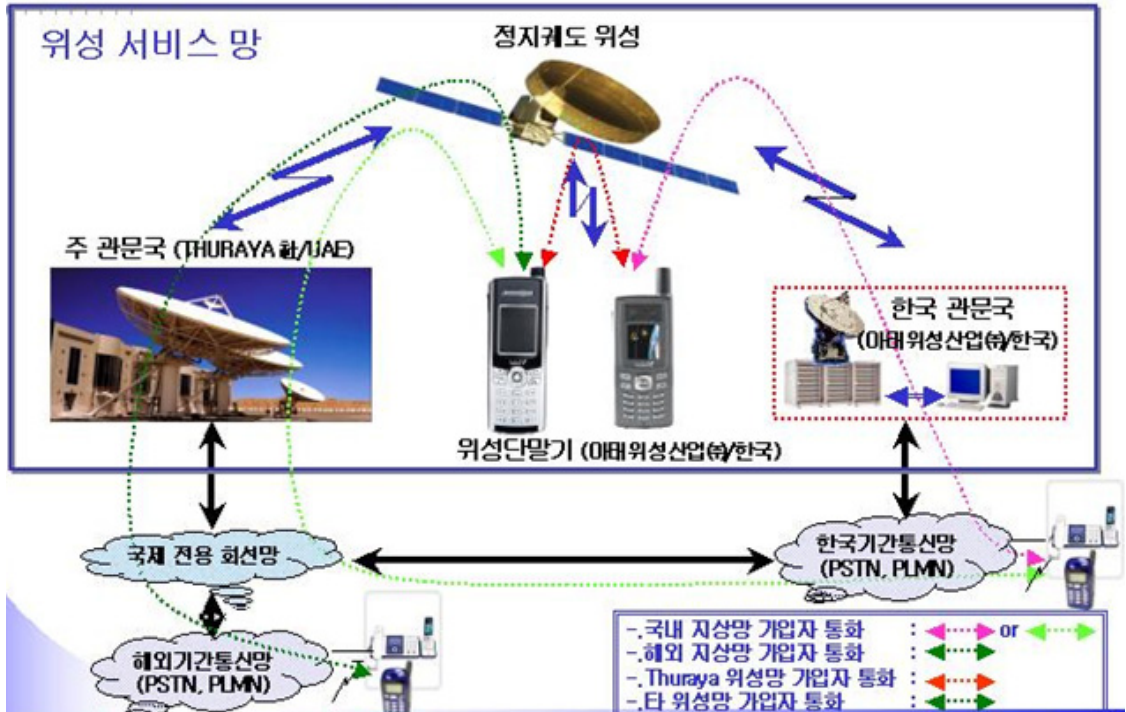 위성 서비스 망
정지궤도 위성
주 관문국 (THURAYA 社/UAE)
한국 관문국
(아태위성산업㈜/한국)
위성단말기 (아태위성산업㈜/한국)
국제 전용 회선망
한국기간통신망
(PSTN, PLMN)
해외기간통신망
(PSTN, PLMN)
-.국내 지상망 가입자 통화 : or
-.해외 지상망 가입자 통화 :
-.Thuraya 위성망 가입자 통화 :
-.타 위성망 가입자 통화 :